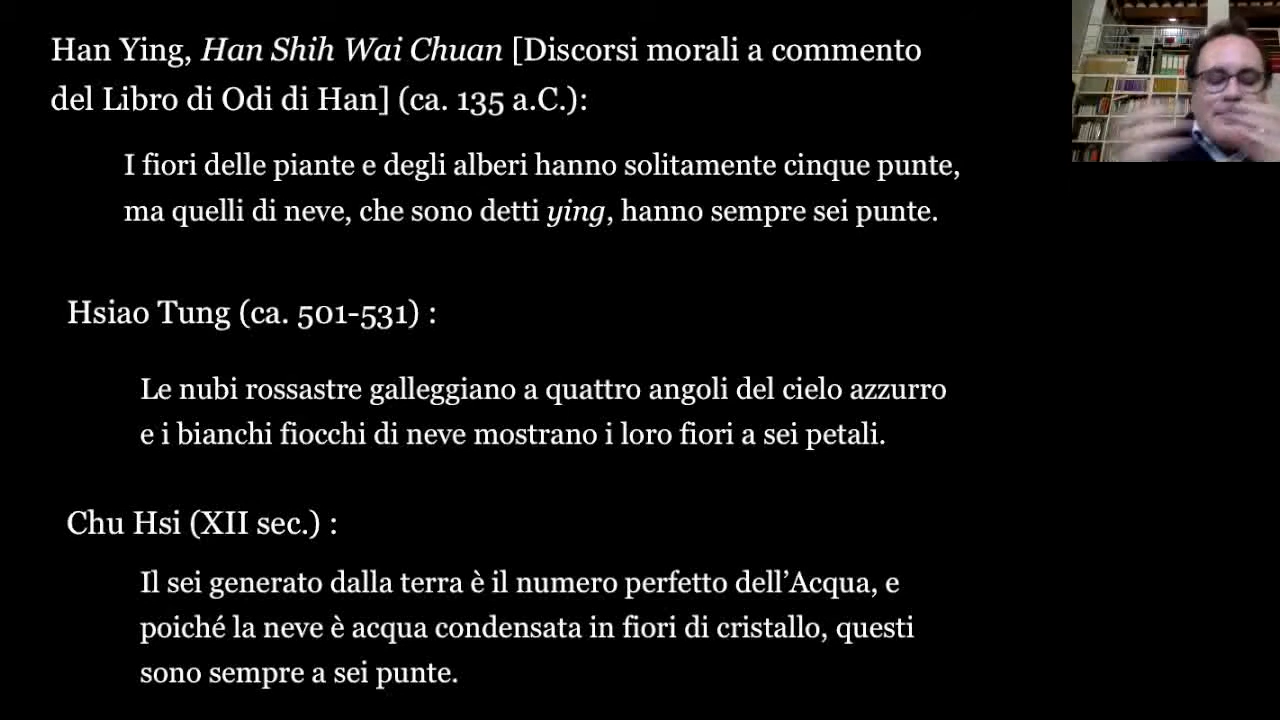 Han Ying, Han Shih Wai Chuan [Discorsi morali a commento
del Libro di Odi di Han] (ca. 135 a.C.):
I fiori delle piante e degli alberi hanno solitamente cinque punte,
ma quelli di neve, che sono detti ying, hanno sempre sei punte.
Hsiao Tung (ca. 501-531) :
Le nubi rossastre galleggiano a quattro angoli del cielo azzurro
e i bianchi fiocchi di neve mostrano i loro fiori a sei petali.
Chu Hsi (XII sec.) :
Il sei generato dalla terra è il numero perfetto dell’Acqua, e
poiché la neve è acqua condensata in fiori di cristallo, questi
sono sempre a sei punte.